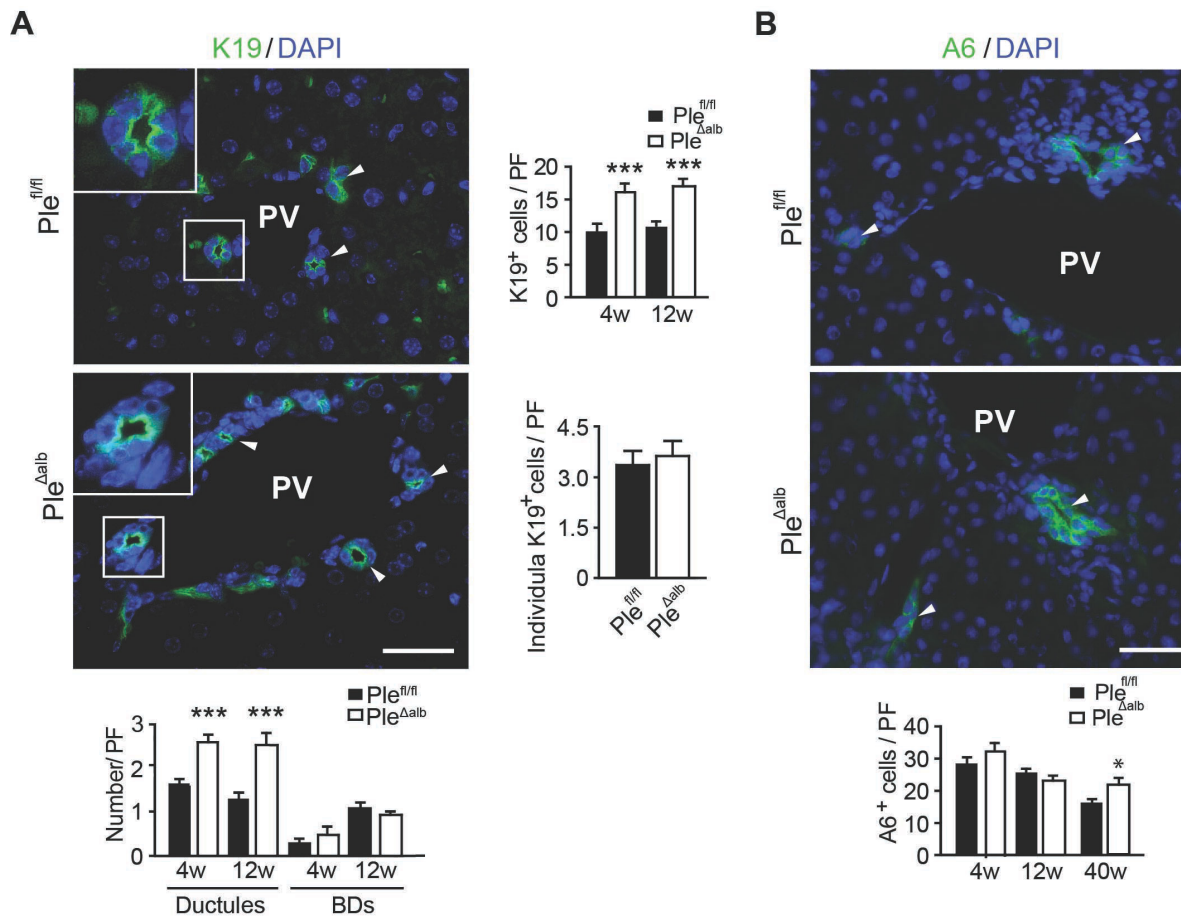 A
K19/DAPI
Ple fl/fl
PV
Ple Δalb
PV
Ple fl/fl
Ple Δalb
K19+ cells / PF
20
15
10
5
0
*** ***
4w 12w
Individula K19+ cells / PF
4.5
3.0
1.5
0
Ple fl/fl Ple Δalb
Ple fl/fl
Ple Δalb
Number/ PF
3
2
1
0
*** ***
4w 12w 4w 12w
Ductules BDs
B
A6 /DAPI
Ple fl/fl
PV
Ple Δalb
PV
Ple fl/fl
Ple Δalb
A6+ cells / PF
40
30
20
10
0
*
4w 12w 40w